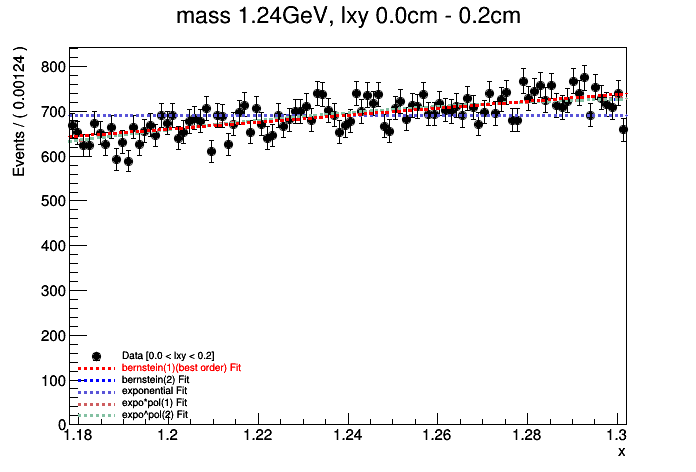 mass 1.24GeV, lxy 0.0cm - 0.2cm
Events / ( 0.00124 )
800
700
600
500
400
300
200
100
0
Data [0.0 < lxy < 0.2]
bernstein(1)(best order) Fit
bernstein(2) Fit
exponential Fit
expo*pol(1) Fit
expo^pol(2) Fit
1.18 1.2 1.22 1.24 1.26 1.28 1.3
x